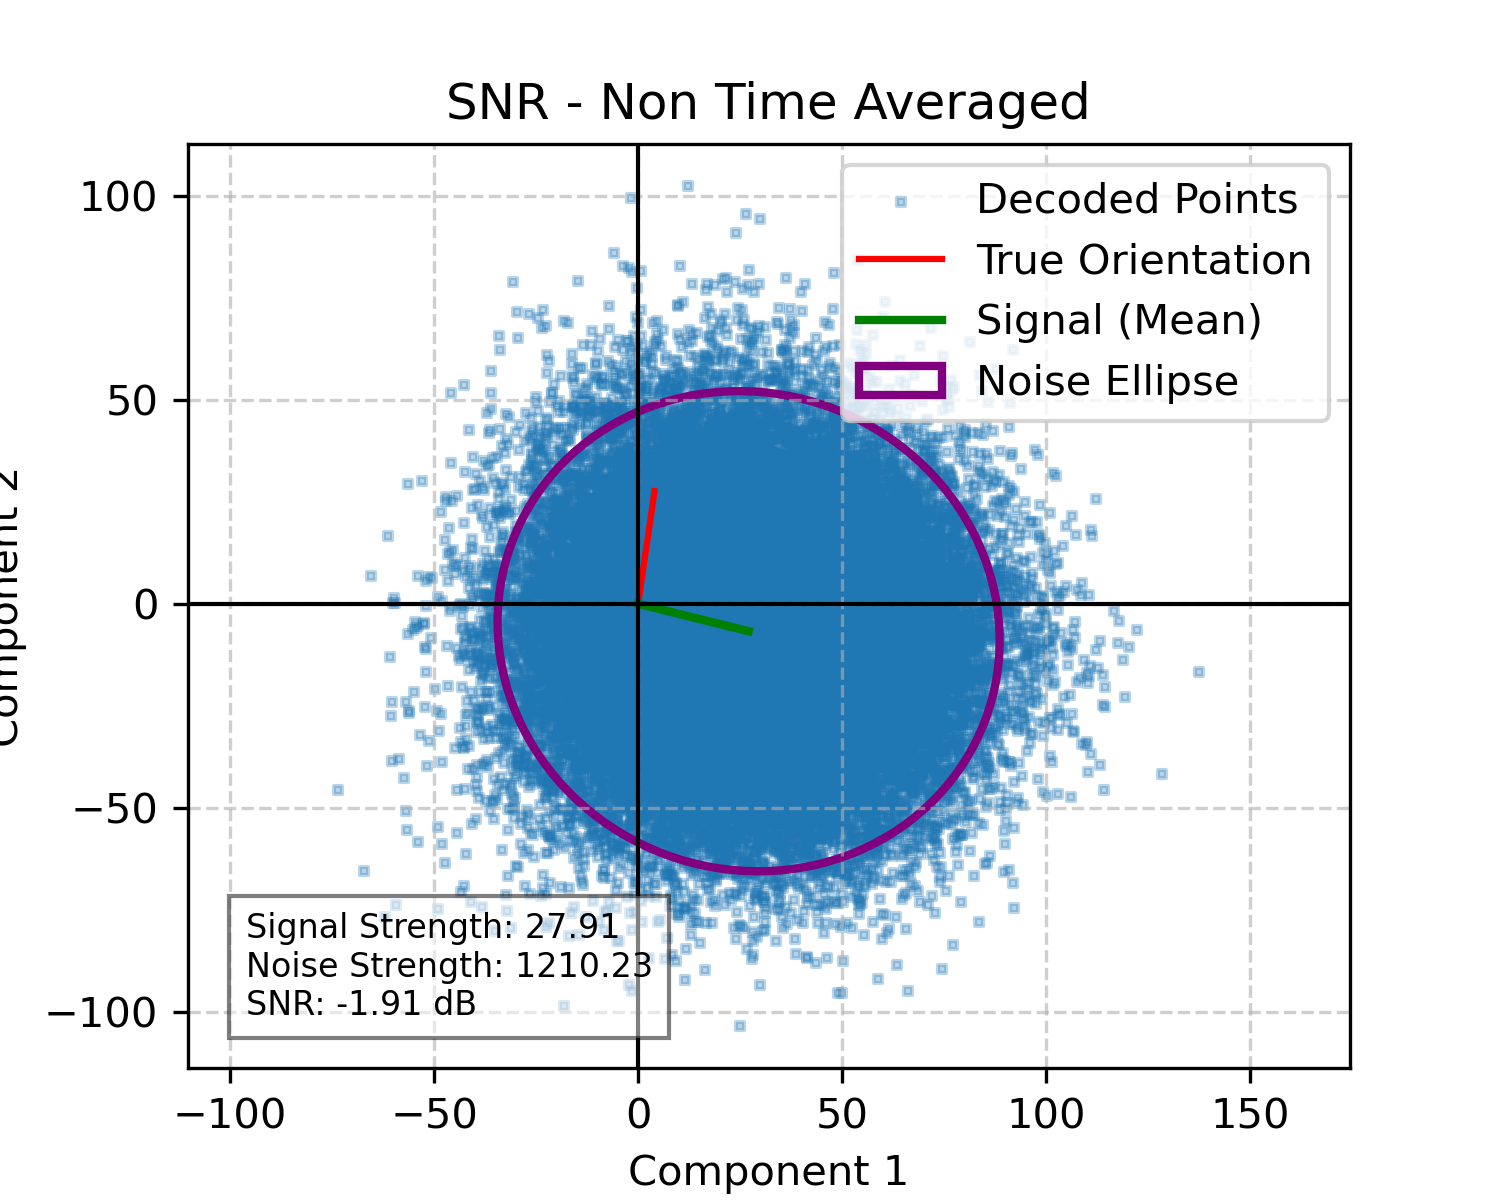 SNR - Non Time Averaged
Decoded Points
True Orientation
Signal (Mean)
Noise Ellipse
100
50
0
−50
−100
Component 2
Signal Strength: 27.91
Noise Strength: 1210.23
SNR: -1.91 dB
−100 −50 0 50 100 150
Component 1